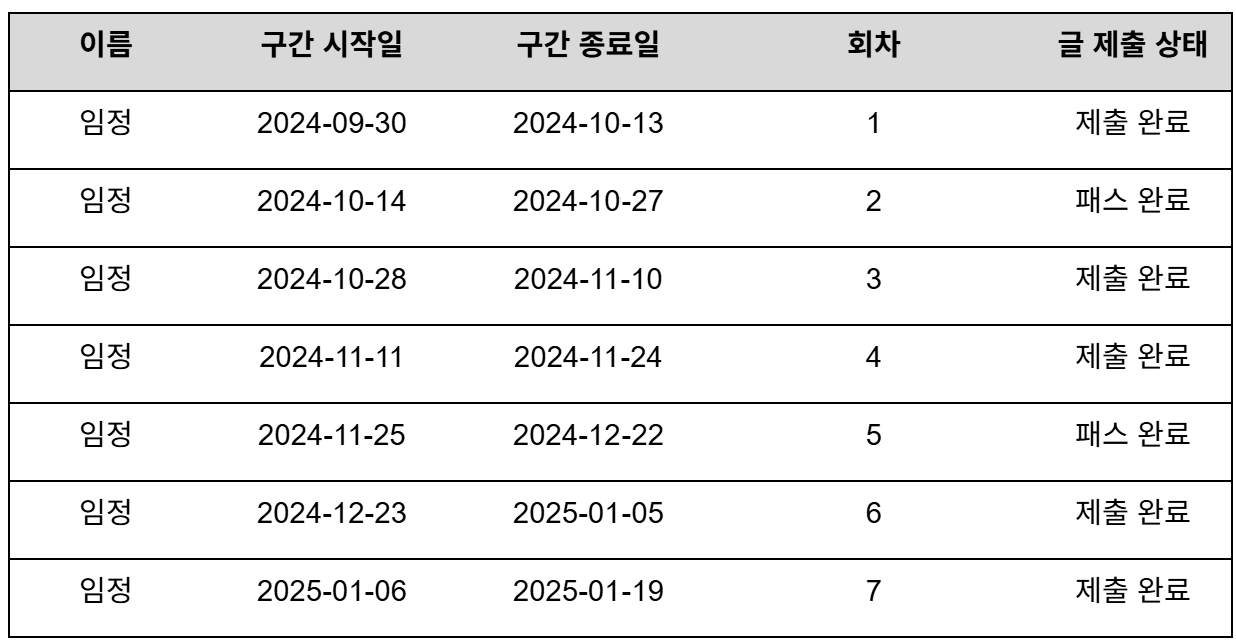 이름 구간 시작일 구간 종료일 회차 글 제출 상태
임정 2024-09-30 2024-10-13 1 제출 완료
임정 2024-10-14 2024-10-27 2 패스 완료
임정 2024-10-28 2024-11-10 3 제출 완료
임정 2024-11-11 2024-11-24 4 제출 완료
임정 2024-11-25 2024-12-22 5 패스 완료
임정 2024-12-23 2025-01-05 6 제출 완료
임정 2025-01-06 2025-01-19 7 제출 완료